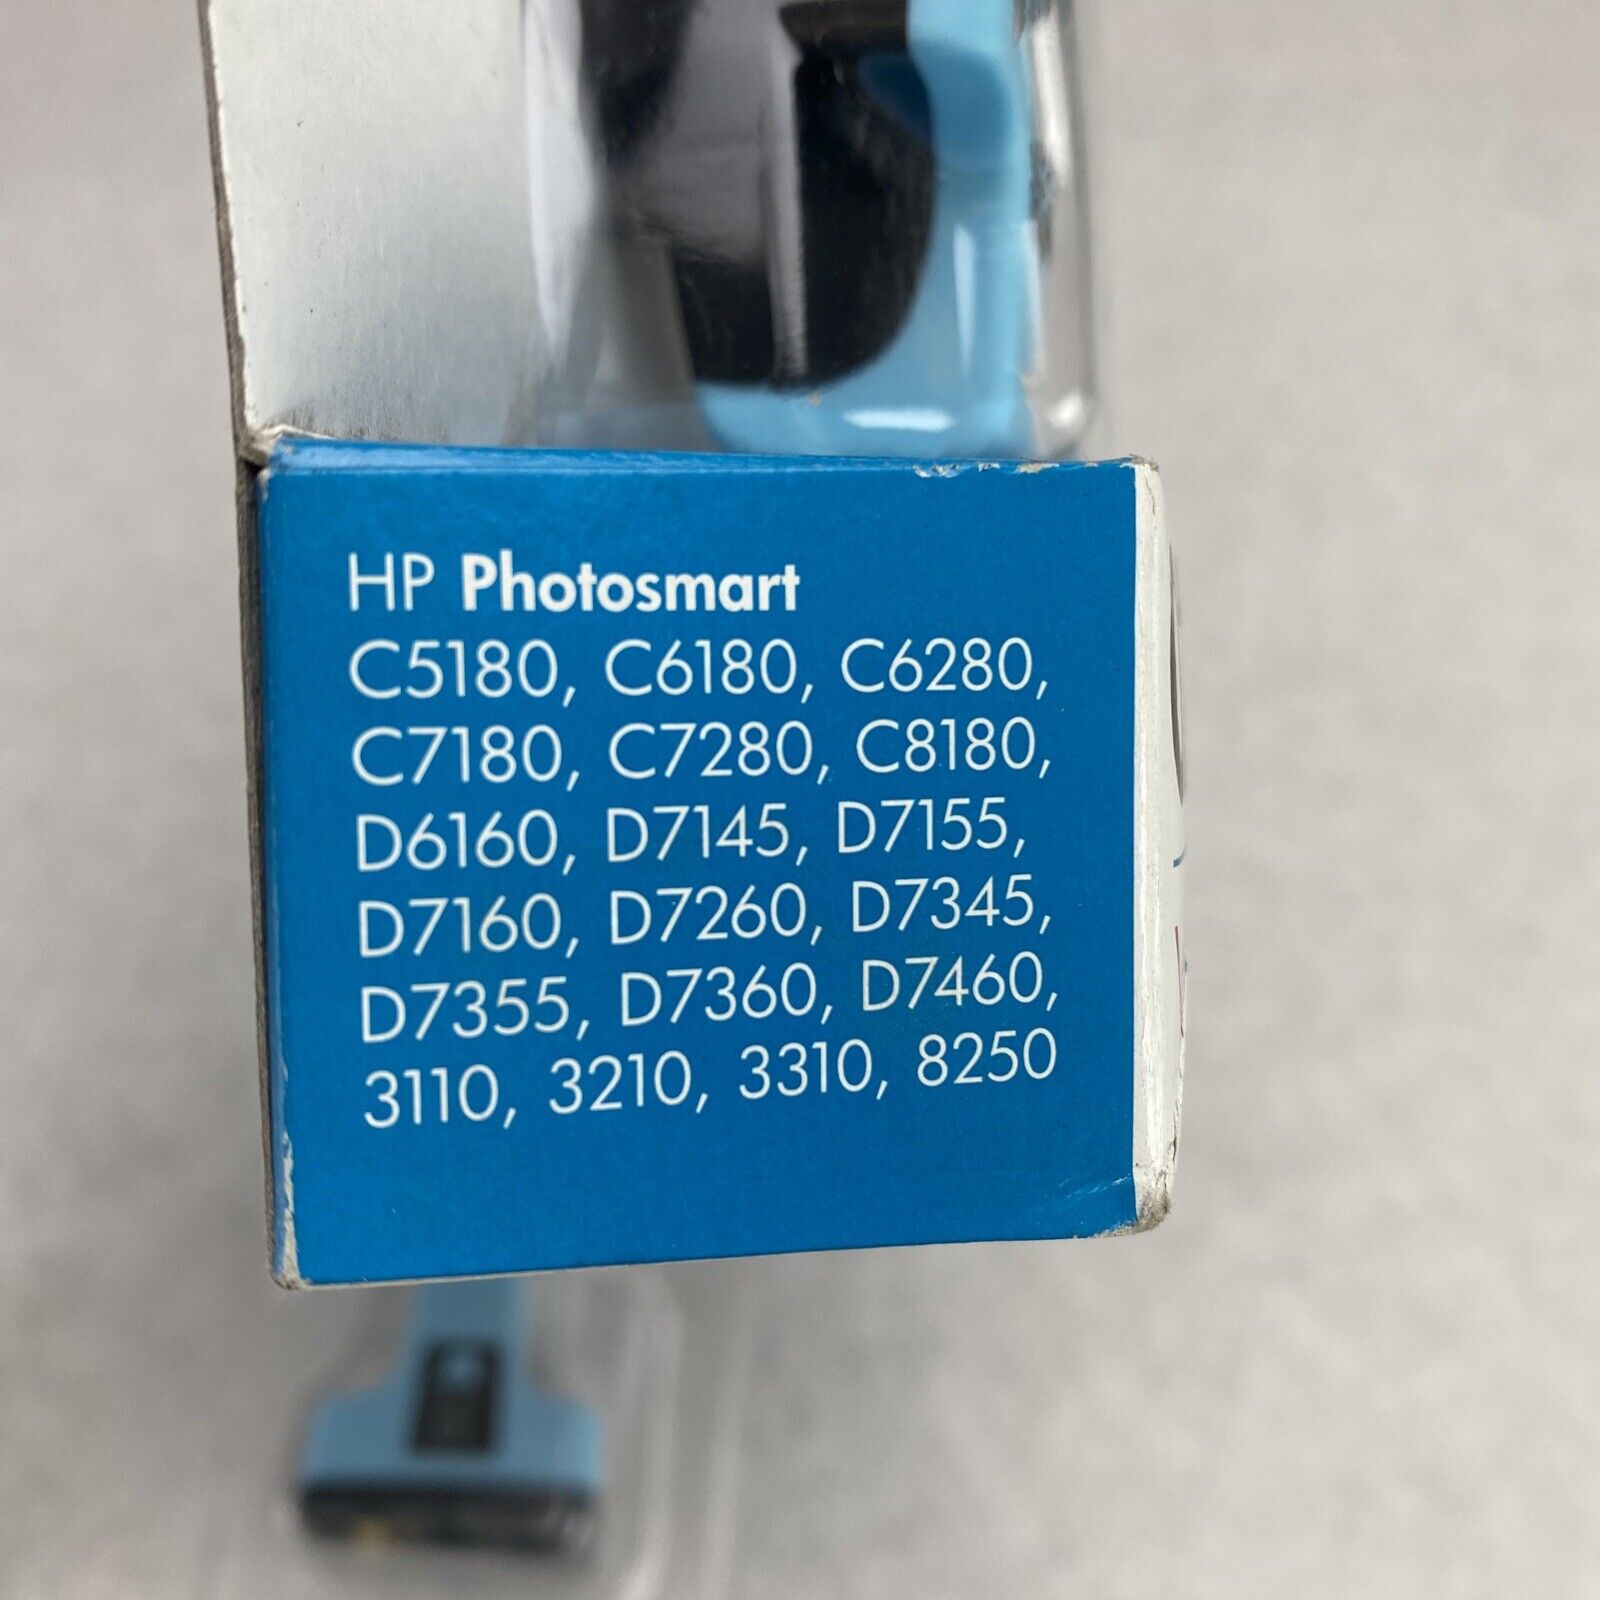 HP Photosmart
C5180, C6180, C6280,
C7180, C7280, C8180,
D6160, D7145, D7155,
D7160, D7260, D7345,
D7355, D7360, D7460,
3110, 3210, 3310, 8250